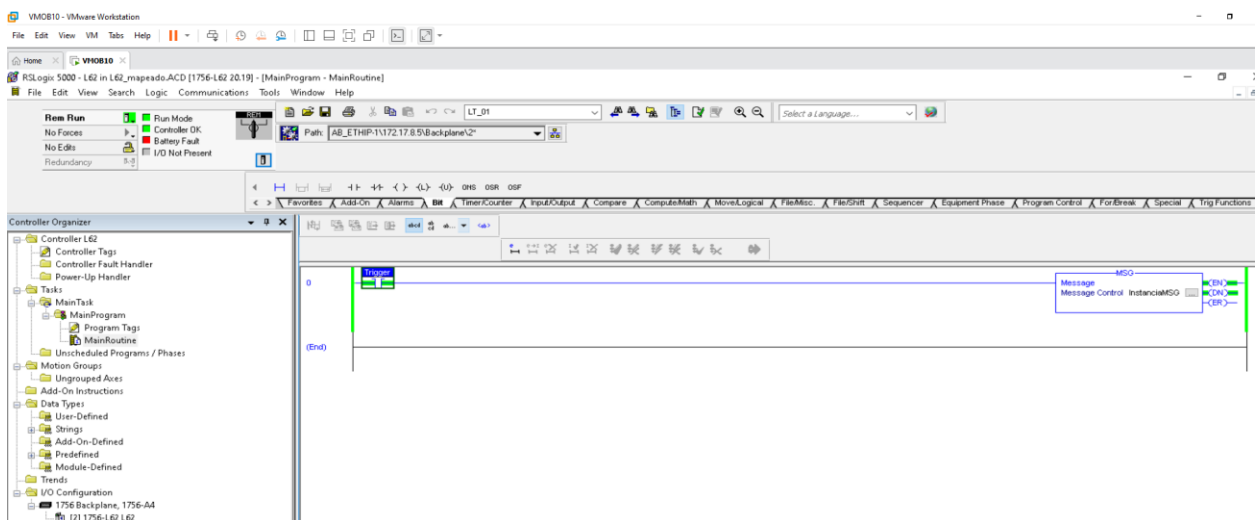 VMOB10 - VMware Workstation
File Edit View VM Tabs Help
Home VMOB10
RSLogix 5000 - L62 in L62_mapeado.ACD [1756-L62 20.19] - [MainProgram - MainRoutine]
File Edit View Search Logic Communications Tools Window Help
LT_01 Select a Language...
Rem Run Run Mode REM
No Forces Controller OK Path: AB_ETHIP-1\172.17.8.5\Backplane\2*
No Edits Battery Fault
Redundancy I/O Not Present
(L) (U) ONS OSR OSF
Favorites Add-On Alarms Bit Timer/Counter Input/Output Compare Compute/Math Move/Logical File/Misc. File/Shift Sequencer Equipment Phase Program Control For/Break Special Trig Functions
Controller Organizer
Controller L62
Controller Tags
Controller Fault Handler
Power-Up Handler
Tasks
MainTask
MainProgram
Program Tags
MainRoutine
Unscheduled Programs / Phases
Motion Groups
Ungrouped Axes
Add-On Instructions
Data Types
User-Defined
Strings
Add-On-Defined
Predefined
Module-Defined
Trends
I/O Configuration
1756 Backplane, 1756-A4
[2] 1756-L62 L62
Trigger MSG
0 Message (EN)
Message Control InstanciaMSG ... (DN)
(ER)
(End)